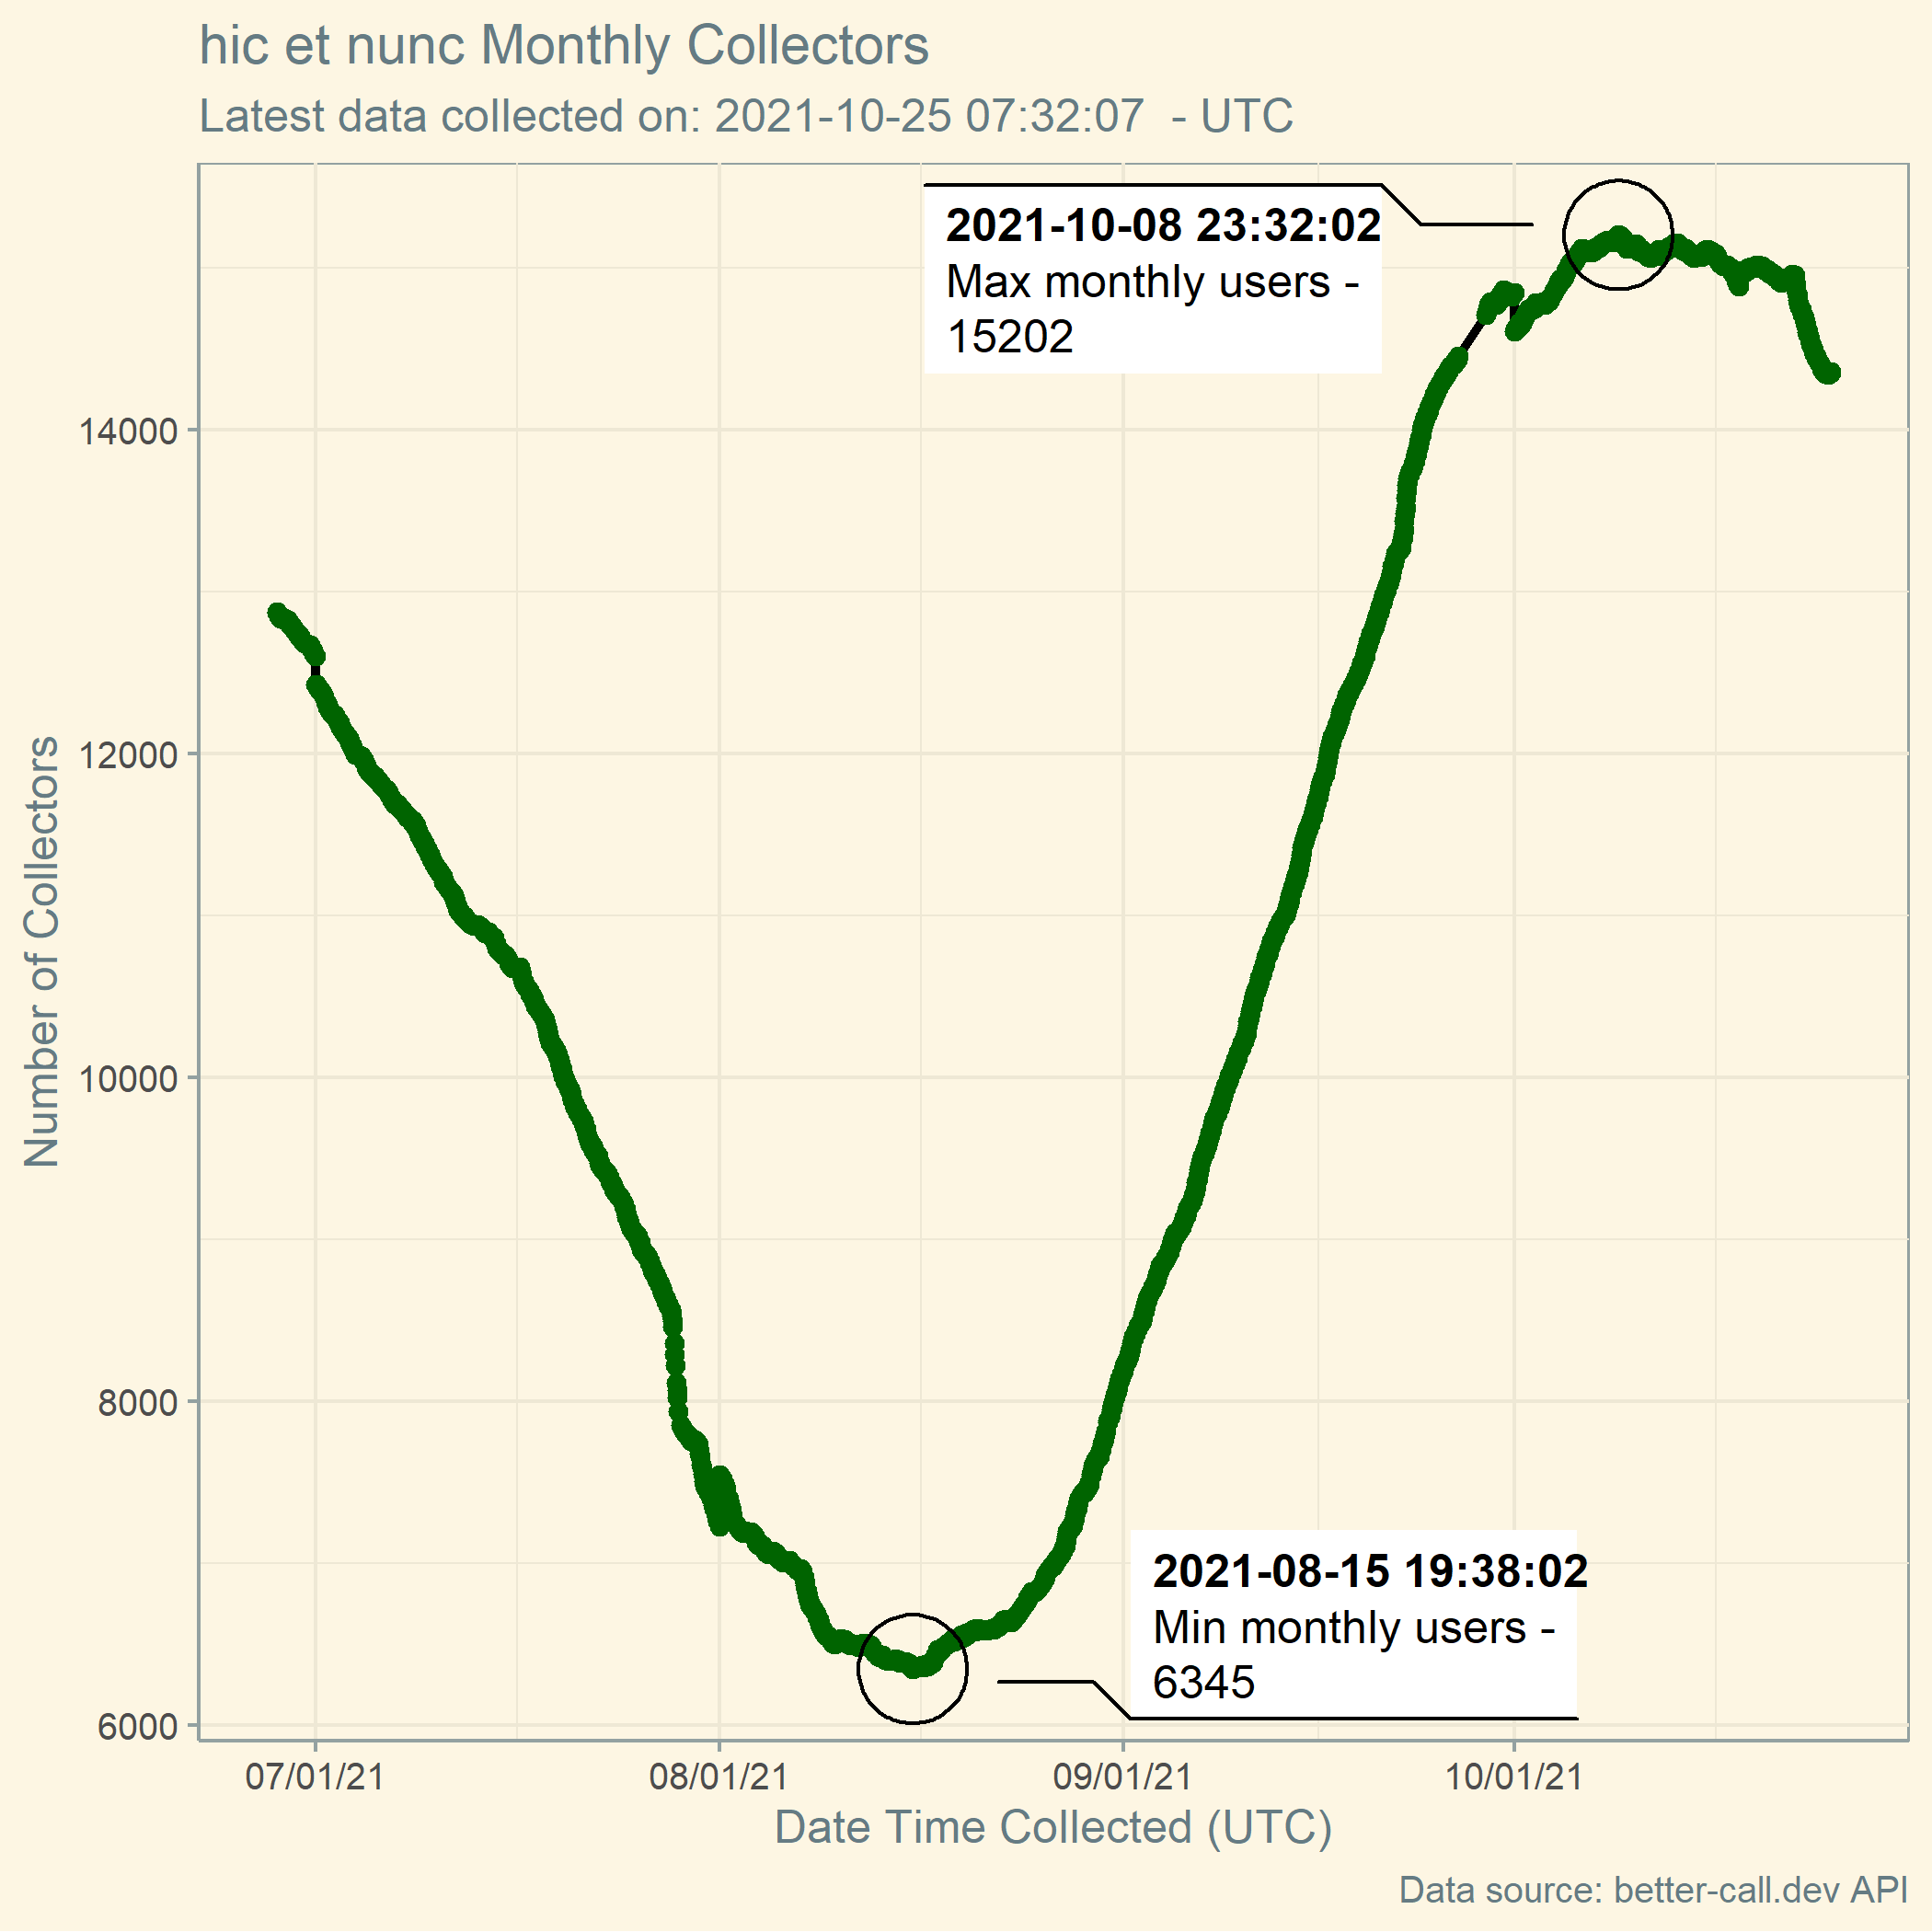 hic et nunc Monthly Collectors
Latest data collected on: 2021-10-25 07:32:07  - UTC
2021-10-08 23:32:02
Max monthly users -
15202
14000
12000
10000
8000
6000
Number of Collectors
2021-08-15 19:38:02
Min monthly users -
6345
07/01/21
08/01/21
09/01/21
10/01/21
Date Time Collected (UTC)
Data source: better-call.dev API